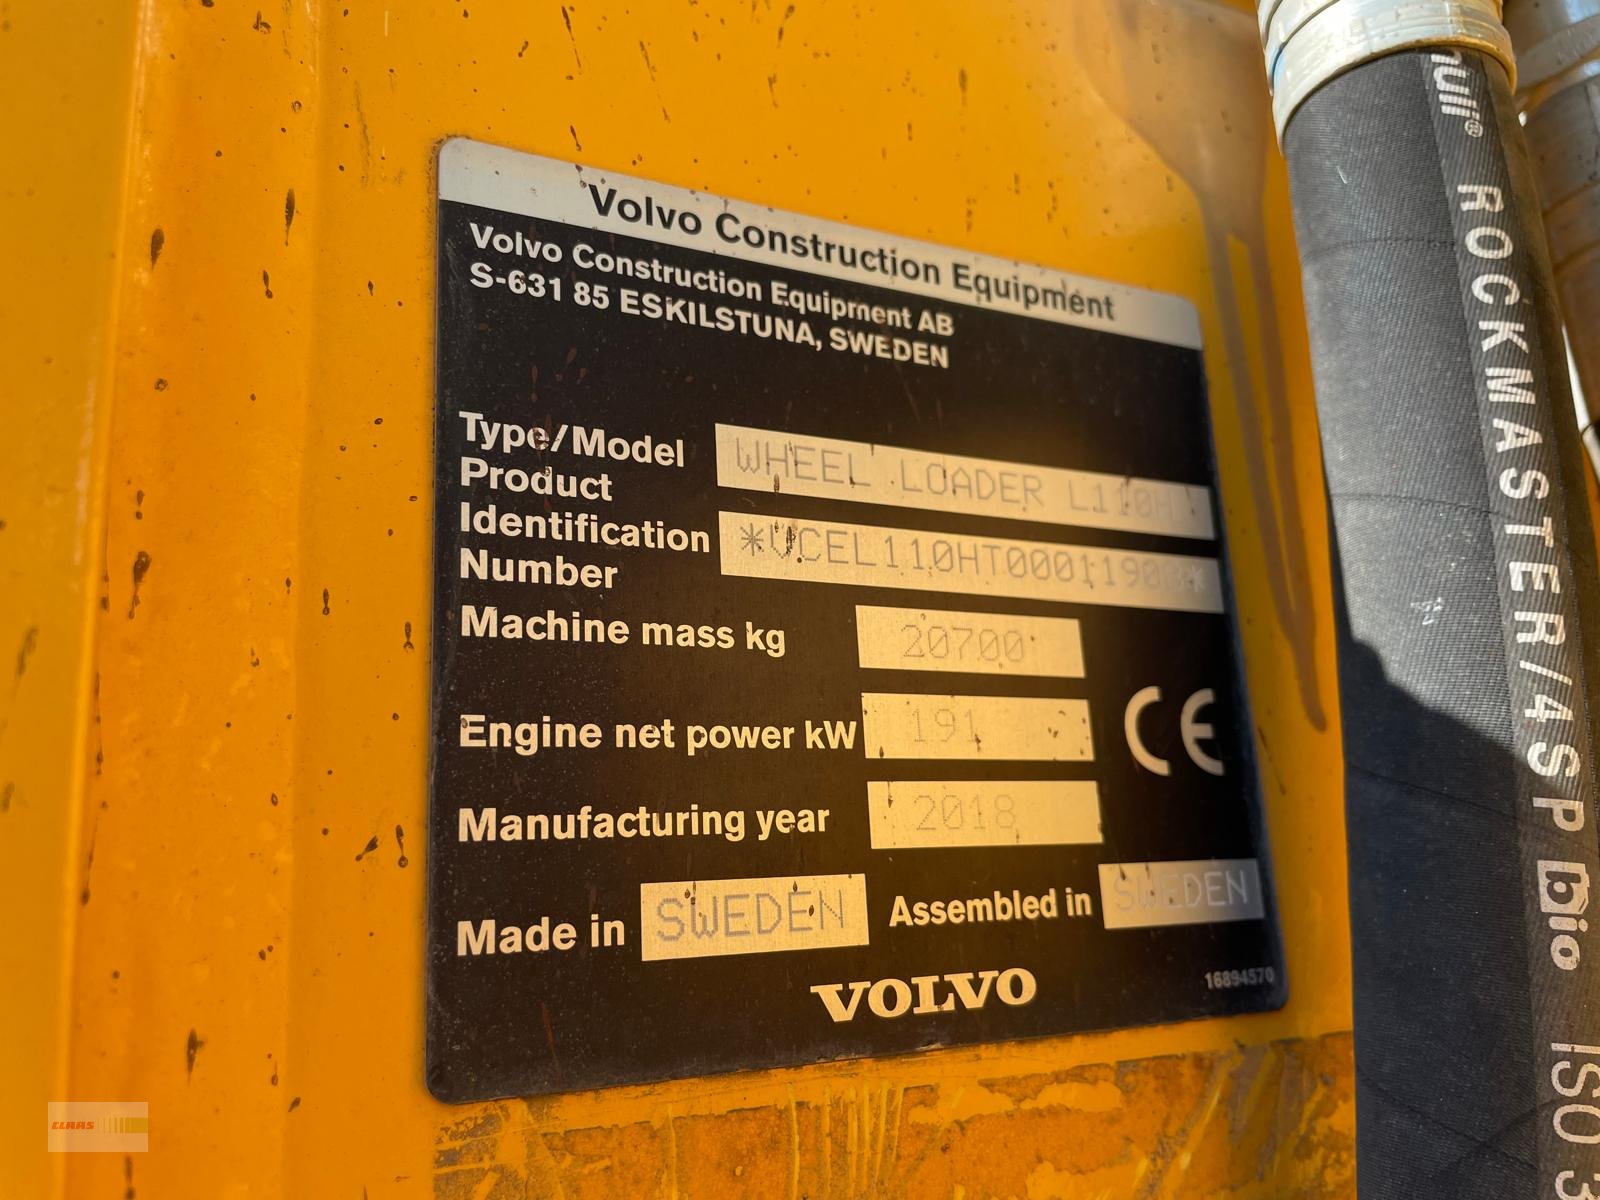 Volvo Construction Equipment
Volvo Construction Equipment AB
S-631 85 ESKILSTUNA, SWEDEN
Type/Model WHEEL LOADER L110H
Product
Identification
Number
Machine mass kg 20700
Engine net power kW 191
Manufacturing year 2018
Made in SWEDEN Assembled in SWEDEN
VOLVO
16894570
CE
ROCKMASTER/4SP bio ISO
CLAAS